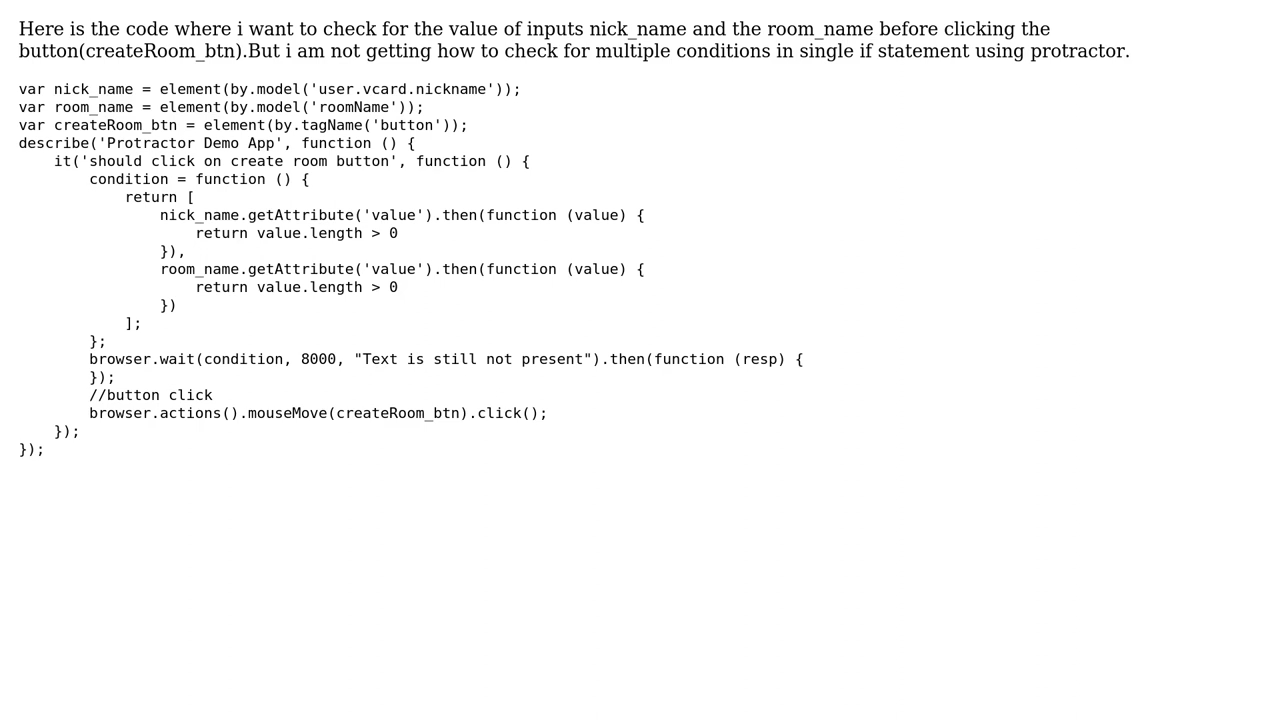 Here is the code where i want to check for the value of inputs nick_name and the room_name before clicking the
button(createRoom_btn).But i am not getting how to check for multiple conditions in single if statement using protractor.
var nick_name = element(by.model('user.vcard.nickname'));
var room_name = element(by.model('roomName'));
var createRoom_btn = element(by.tagName('button'));
describe('Protractor Demo App', function () {
    it('should click on create room button', function () {
        condition = function () {
            return [
                nick_name.getAttribute('value').then(function (value) {
                    return value.length > 0
                }),
                room_name.getAttribute('value').then(function (value) {
                    return value.length > 0
                })
            ];
        };
        browser.wait(condition, 8000, "Text is still not present").then(function (resp) {
        });
        //button click
        browser.actions().mouseMove(createRoom_btn).click();
    });
});